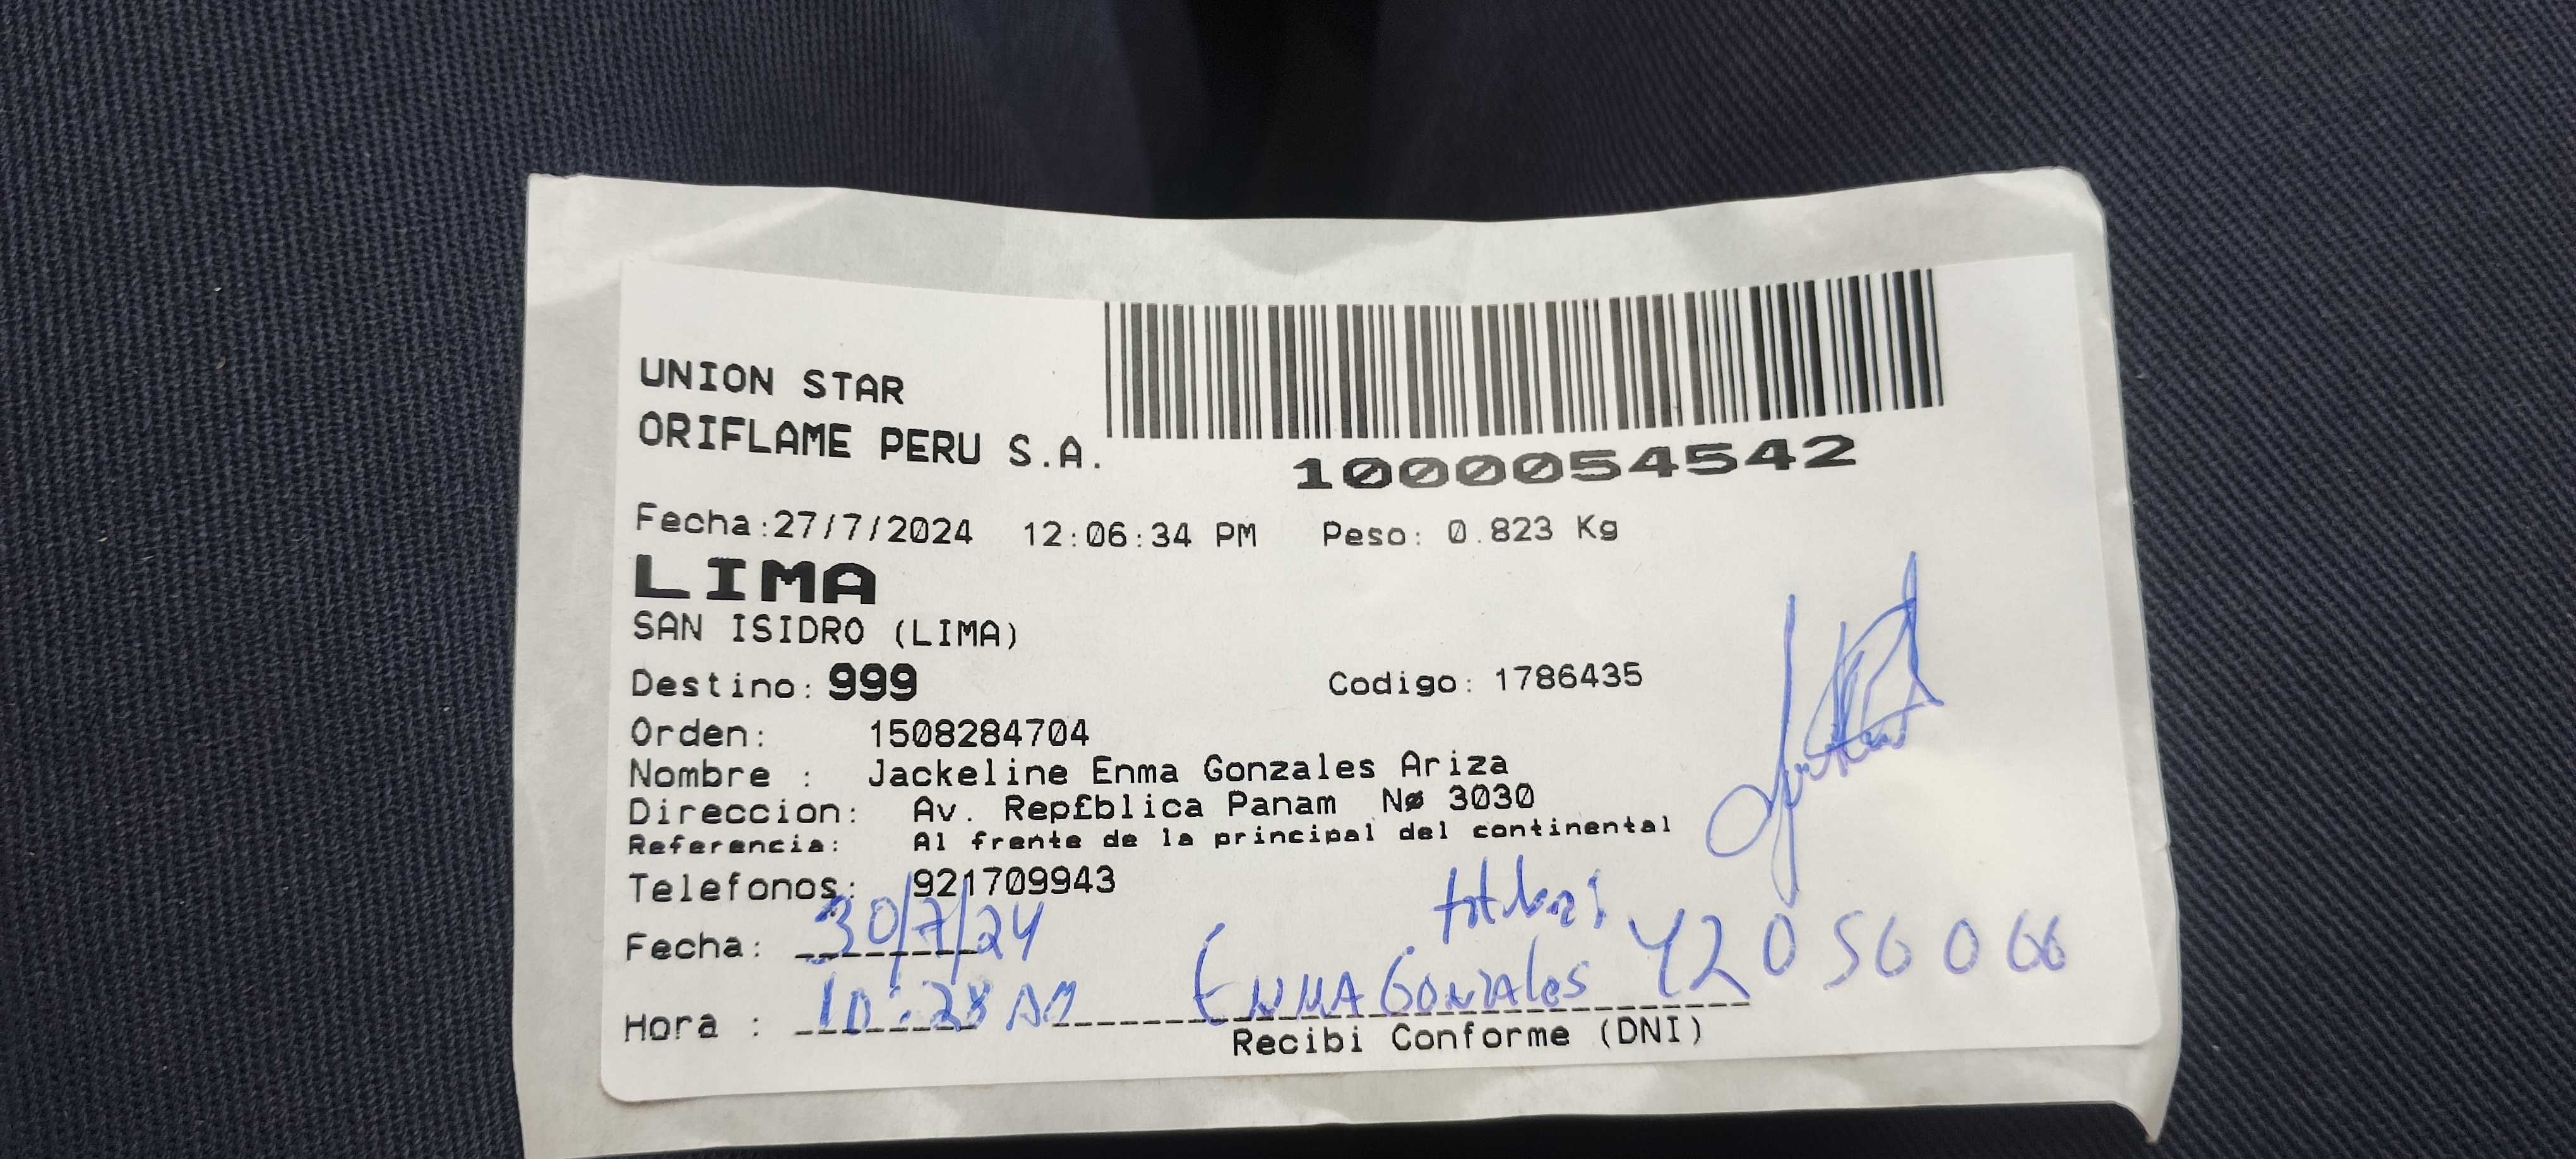 UNION STAR
ORIFLAME PERU S.A.
1000054542
Fecha:27/7/2024 12:06:34 PM Peso: 0.823 Kg
LIMA
SAN ISIDRO (LIMA)
Destino: 999 Codigo: 1786435
Orden: 1508284704
Nombre : Jackeline Enma Gonzales Ariza
Direccion: Av. Rep£blica Panam Nø 3030
Referencia: Al frente de la principal del continental
Telefonos: 921709943
Fecha: 30/7/24
Hora : 10:28 AM ENMA Gonzales 42056066
Recibi Conforme (DNI)